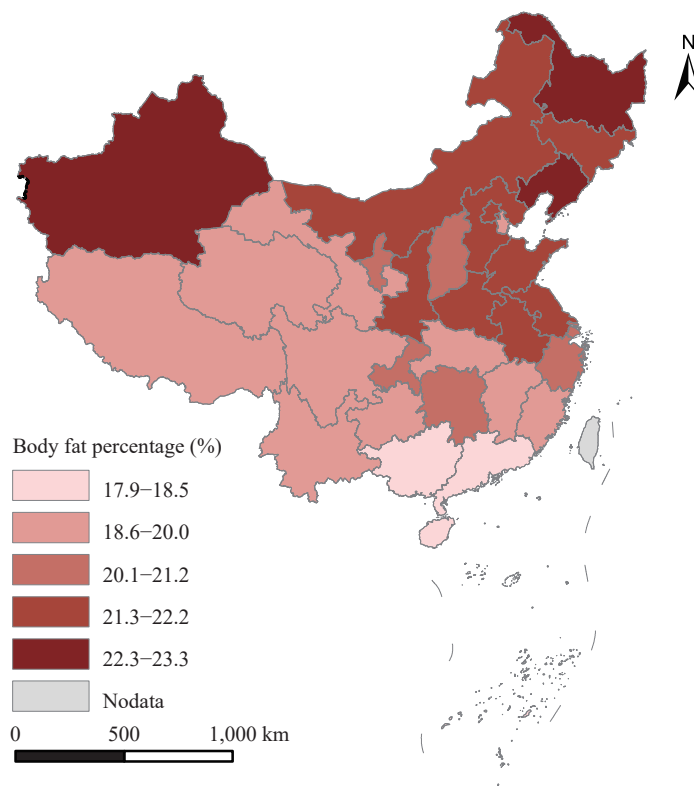 N
Body fat percentage (%)
17.9−18.5
18.6−20.0
20.1−21.2
21.3−22.2
22.3−23.3
Nodata
0 500 1,000 km